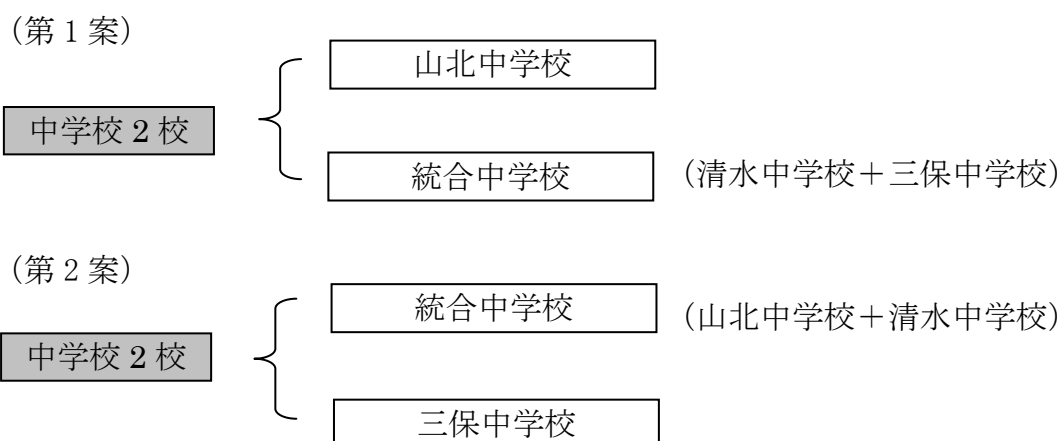 (第1案)
山北中学校
中学校2校
統合中学校 (清水中学校+三保中学校)
(第2案)
統合中学校 (山北中学校+清水中学校)
中学校2校
三保中学校